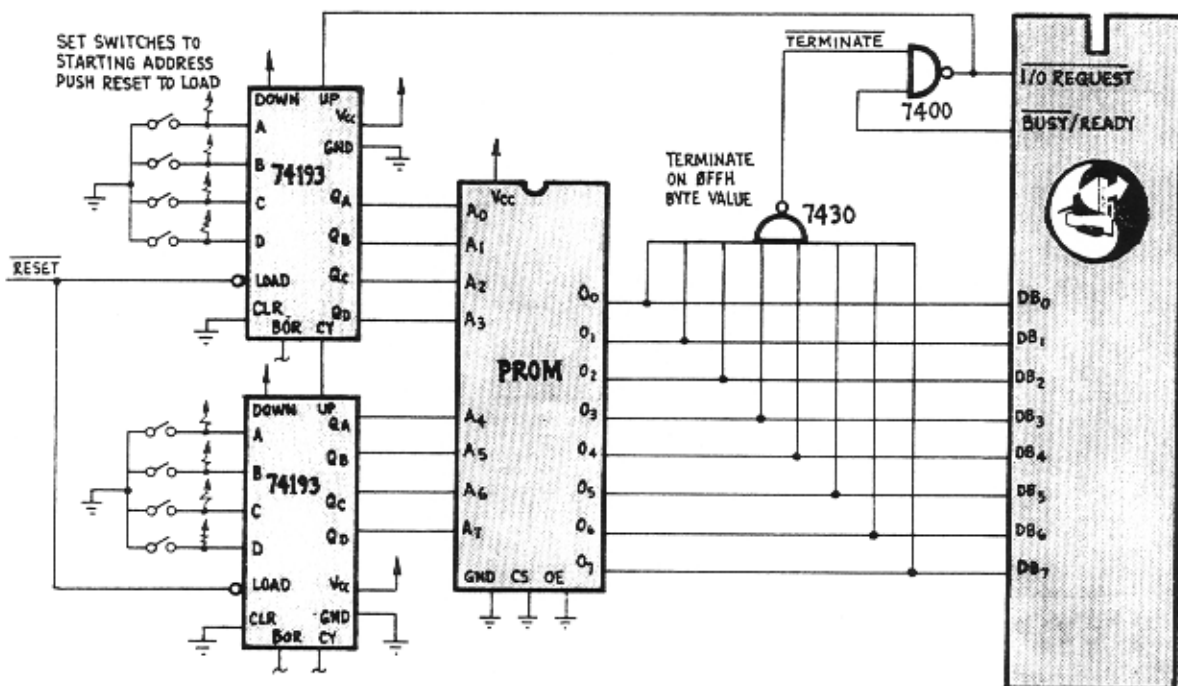 SET SWITCHES TO
STARTING ADDRESS
PUSH RESET TO LOAD
DOWN UP
VCC
GND
A
B
C
D
74193
QA
QB
QC
QD
LOAD
CLR
BOR CY
RESET
DOWN UP
A
B
C
D
74193
QA
QB
QC
QD
LOAD
VCC
CLR
GND
BOR CY
VCC
A0
A1
A2
A3
A4
A5
A6
A7
PROM
O0
O1
O2
O3
O4
O5
O6
O7
GND CS OE
TERMINATE
ON ØFFH
BYTE VALUE
7430
TERMINATE
7400
I/O REQUEST
BUSY/READY
DB0
DB1
DB2
DB3
DB4
DB5
DB6
DB7